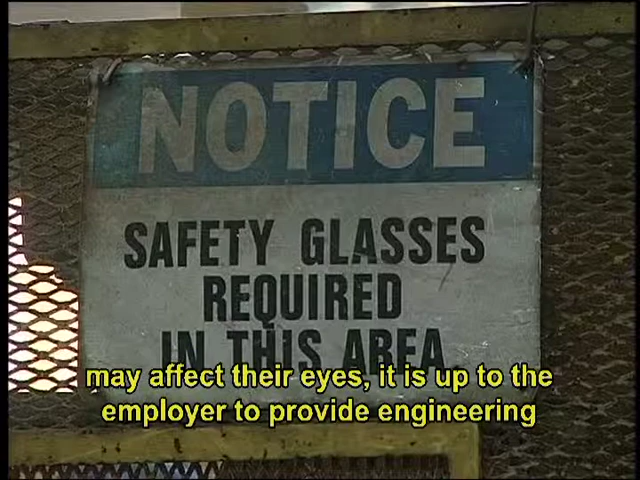 NOTICE
SAFETY GLASSES
REQUIRED
IN THIS AREA
may affect their eyes, it is up to the
employer to provide engineering